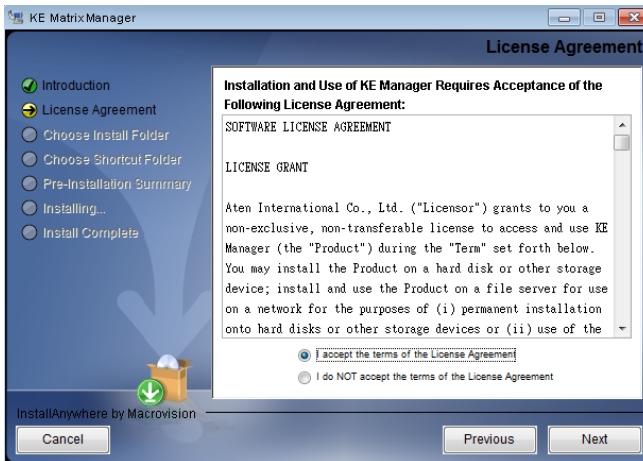 KE MatrixManager
License Agreement
Introduction
License Agreement
Choose Install Folder
Choose Shortcut Folder
Pre-Installation Summary
Installing...
Install Complete
Installation and Use of KE Manager Requires Acceptance of the
Following License Agreement:
SOFTWARE LICENSE AGREEMENT
LICENSE GRANT
Aten International Co., Ltd. ("Licensor") grants to you a
non-exclusive, non-transferable license to access and use KE
Manager (the "Product") during the "Term" set forth below.
You may install the Product on a hard disk or other storage
device; install and use the Product on a file server for use
on a network for the purposes of (i) permanent installation
onto hard disks or other storage devices or (ii) use of the
I accept the terms of the License Agreement
I do NOT accept the terms of the License Agreement
InstallAnywhere by Macrovision
Cancel
Previous
Next